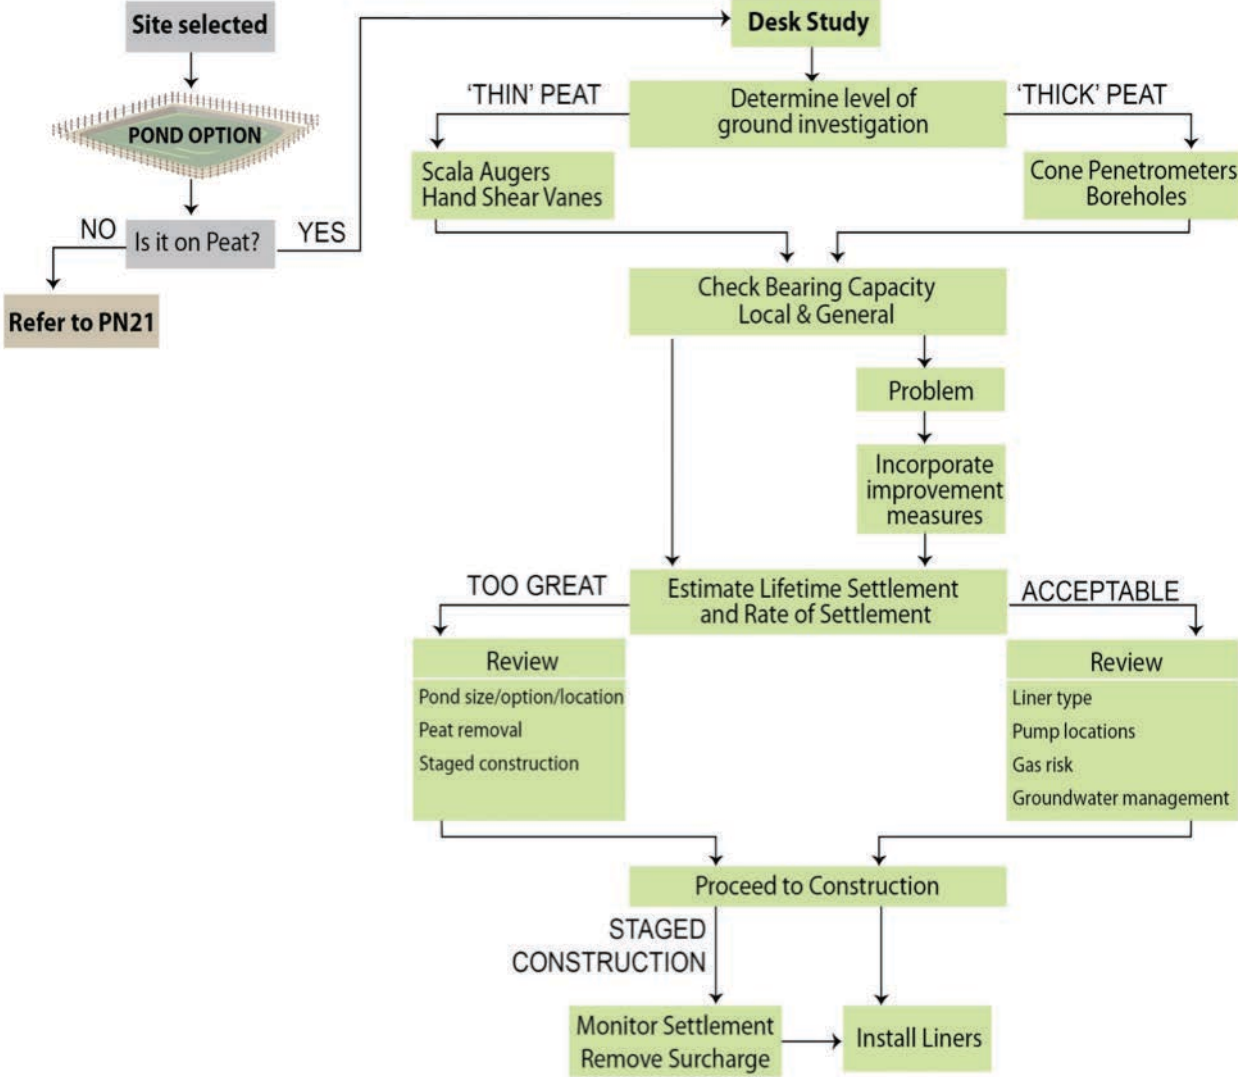 Site selected
POND OPTION
Is it on Peat?
NO
YES
Refer to PN21
Desk Study
Determine level of
ground investigation
‘THIN’ PEAT
‘THICK’ PEAT
Scala Augers
Hand Shear Vanes
Cone Penetrometers
Boreholes
Check Bearing Capacity
Local & General
Problem
Incorporate
improvement
measures
Estimate Lifetime Settlement
and Rate of Settlement
TOO GREAT
ACCEPTABLE
Review
Pond size/option/location
Peat removal
Staged construction
Review
Liner type
Pump locations
Gas risk
Groundwater management
Proceed to Construction
STAGED
CONSTRUCTION
Monitor Settlement
Remove Surcharge
Install Liners